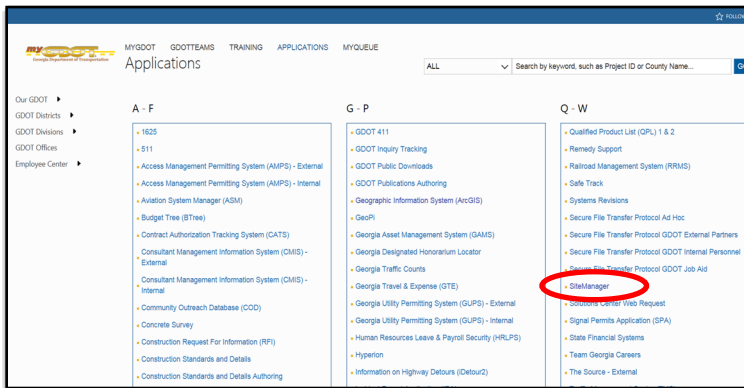 FOLLOW
MYGDOT GDOTTEAMS TRAINING APPLICATIONS MYQUEUE
my GDOT
Georgia Department of Transportation
Applications
ALL
Search by keyword, such as Project ID or County Name...
Our GDOT
GDOT Districts
GDOT Divisions
GDOT Offices
Employee Center
A - F
1625
511
Access Management Permitting System (AMPS) - External
Access Management Permitting System (AMPS) - Internal
Aviation System Manager (ASM)
Budget Tree (BTree)
Contract Authorization Tracking System (CATS)
Consultant Management Information System (CMIS) -
External
Consultant Management Information System (CMIS) -
Internal
Community Outreach Database (COD)
Concrete Survey
Construction Request For Information (RFI)
Construction Standards and Details
Construction Standards and Details Authoring
G - P
GDOT 411
GDOT Inquiry Tracking
GDOT Public Downloads
GDOT Publications Authoring
Geographic Information System (ArcGIS)
GeoPi
Georgia Asset Management System (GAMS)
Georgia Designated Honorarium Locator
Georgia Traffic Counts
Georgia Travel & Expense (GTE)
Georgia Utility Permitting System (GUPS) - External
Georgia Utility Permitting System (GUPS) - Internal
Human Resources Leave & Payroll Security (HRLPS)
Hyperion
Information on Highway Detours (iDetour2)
Q - W
Qualified Product List (QPL) 1 & 2
Remedy Support
Railroad Management System (RRMS)
Safe Track
Systems Revisions
Secure File Transfer Protocol Ad Hoc
Secure File Transfer Protocol GDOT External Partners
Secure File Transfer Protocol GDOT Internal Personnel
Secure File Transfer Protocol GDOT Job Aid
SiteManager
Solutions Center Web Request
Signal Permits Application (SPA)
State Financial Systems
Team Georgia Careers
The Source - External